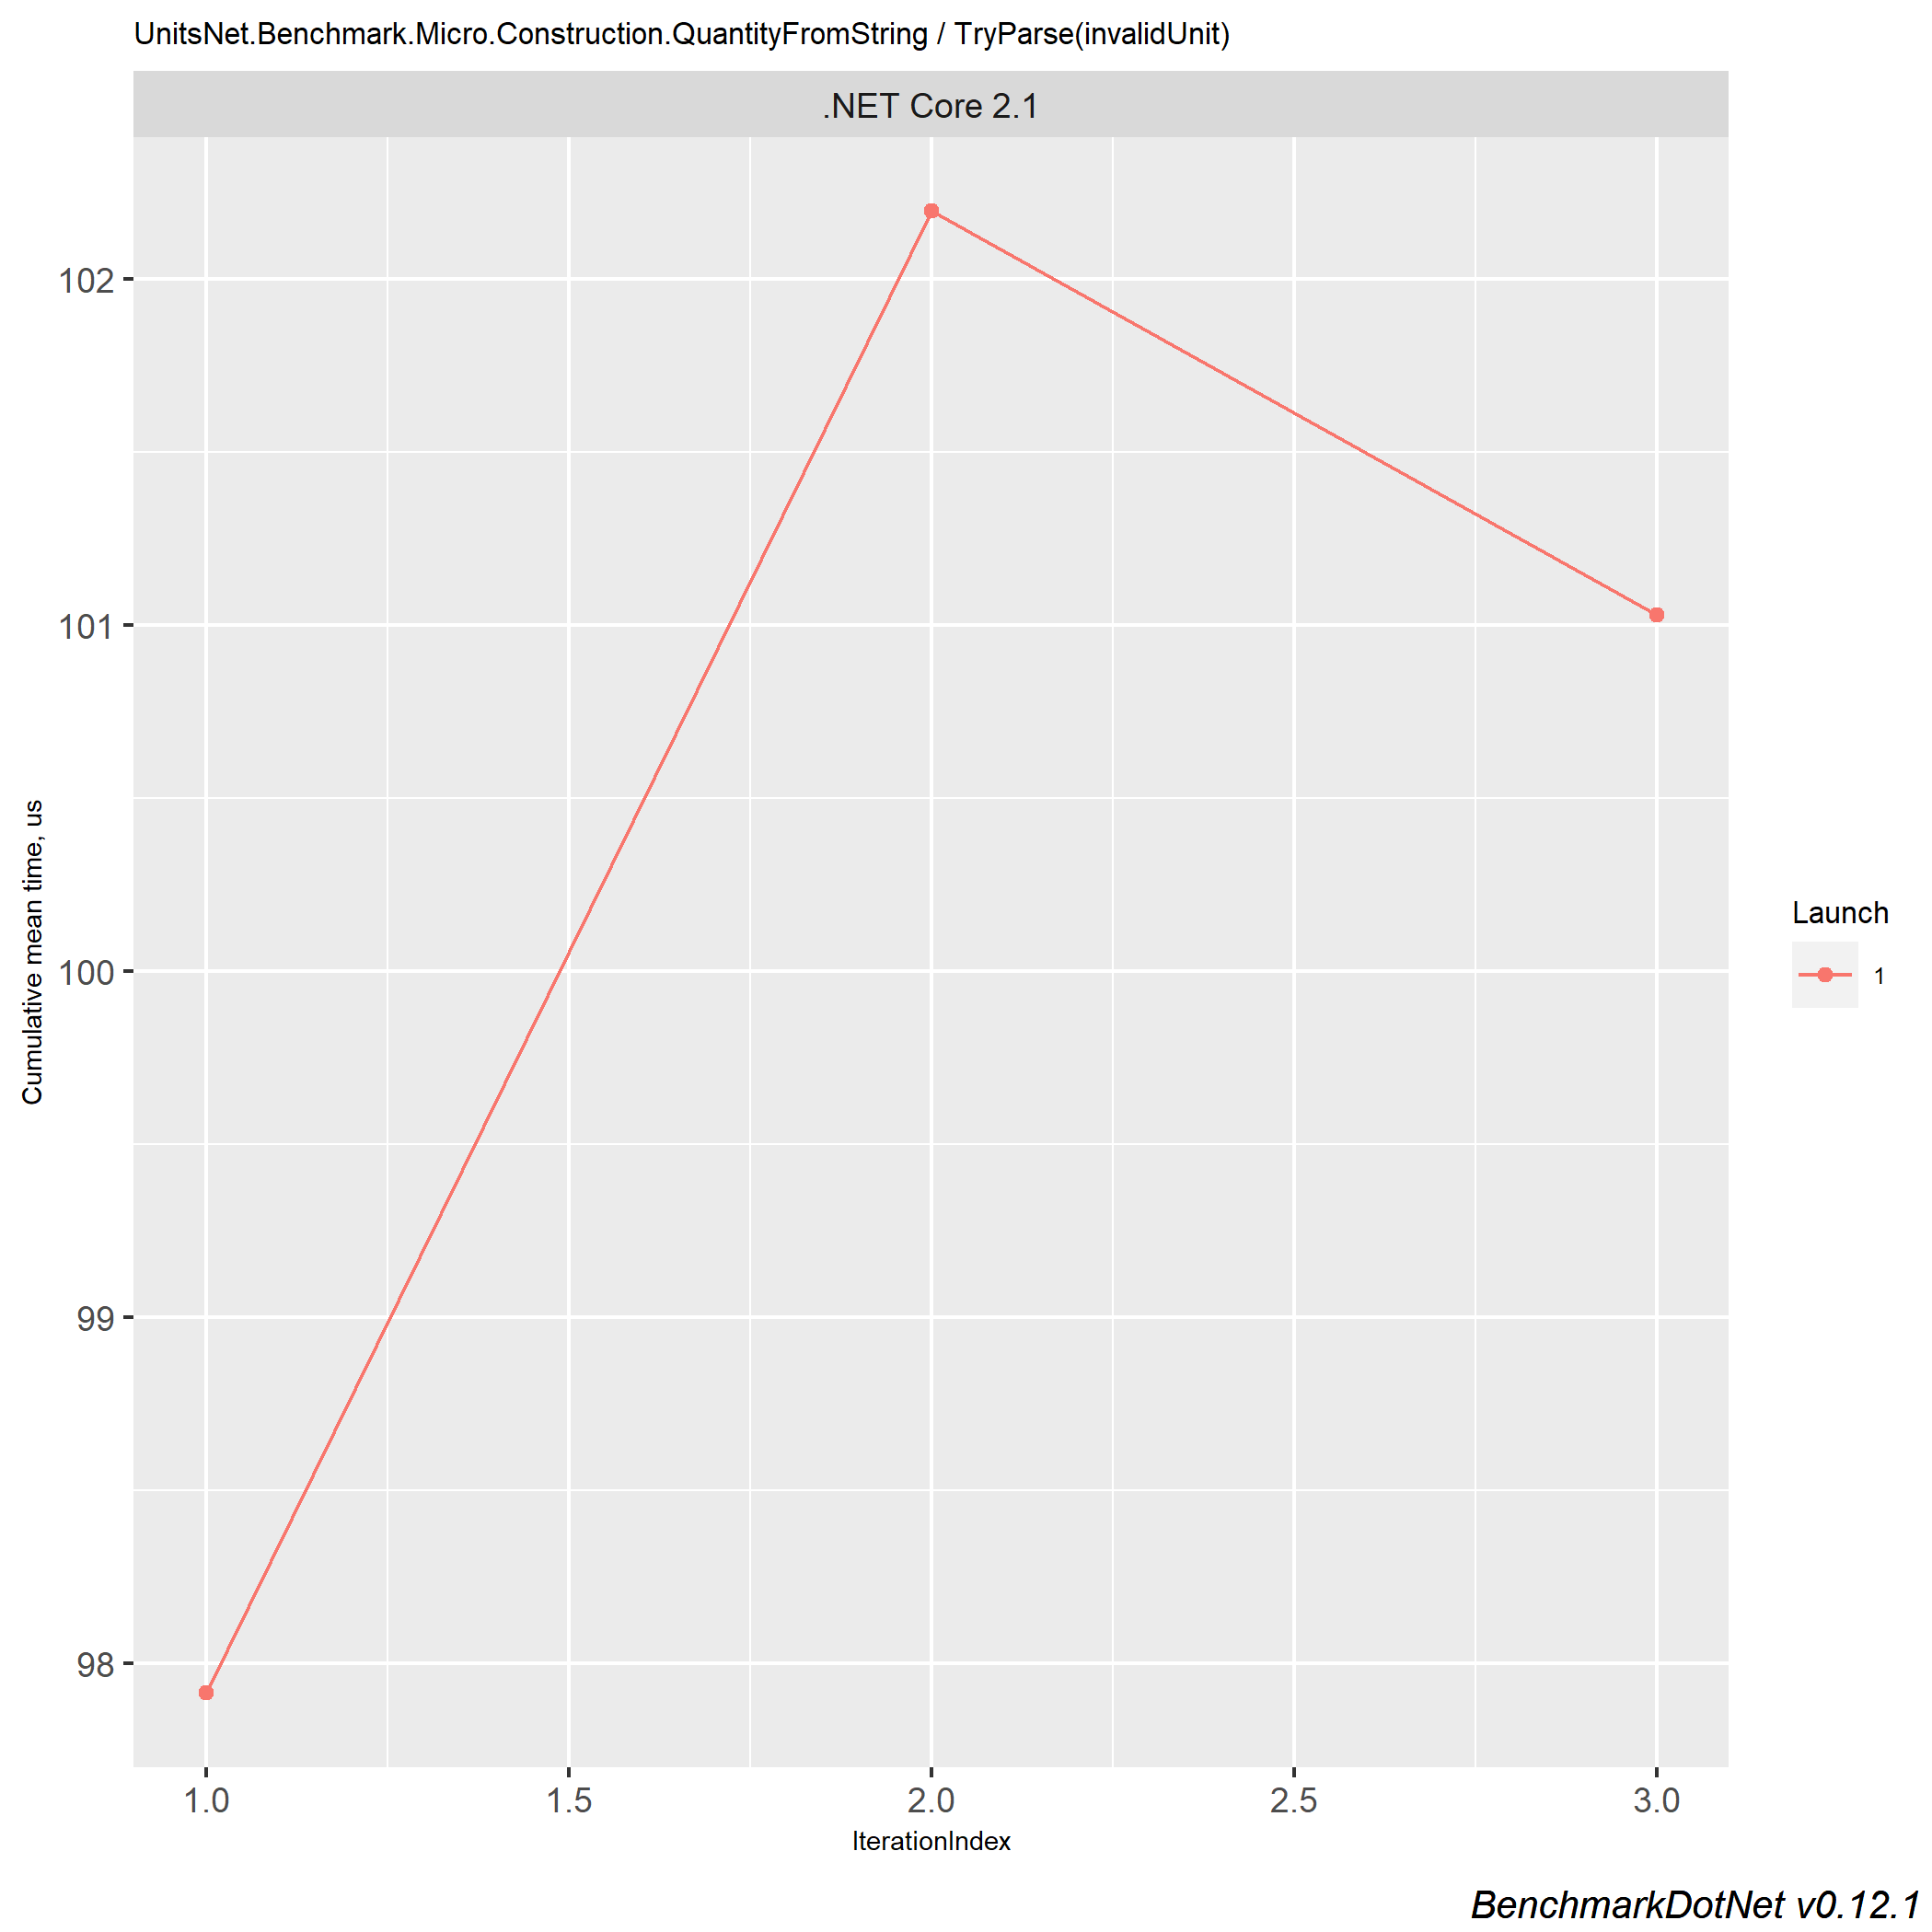 UnitsNet.Benchmark.Micro.Construction.QuantityFromString / TryParse(invalidUnit)
.NET Core 2.1
102
101
100
99
98
Cumulative mean time, us
1.0 1.5 2.0 2.5 3.0
IterationIndex
Launch
1
BenchmarkDotNet v0.12.1